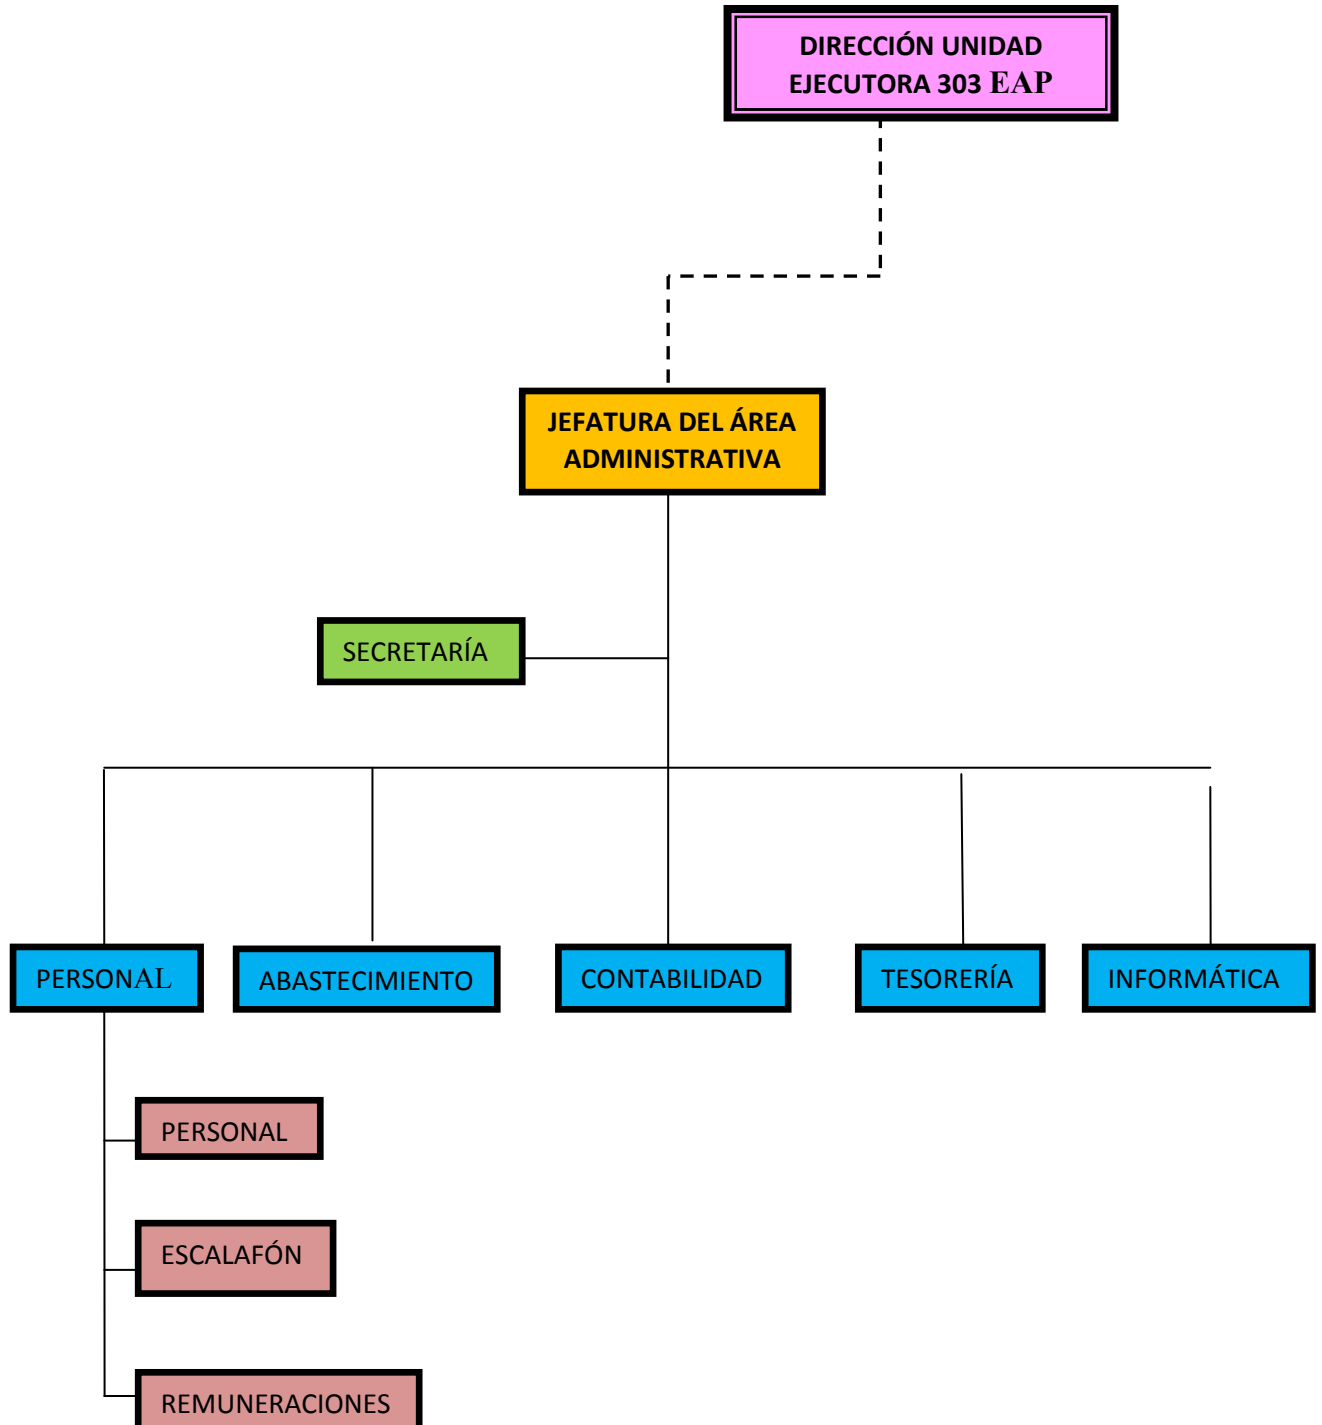 DIRECCIÓN UNIDAD
EJECUTORA 303 EAP
JEFATURA DEL ÁREA
ADMINISTRATIVA
SECRETARÍA
PERSONAL
ABASTECIMIENTO
CONTABILIDAD
TESORERÍA
INFORMÁTICA
PERSONAL
ESCALAFÓN
REMUNERACIONES